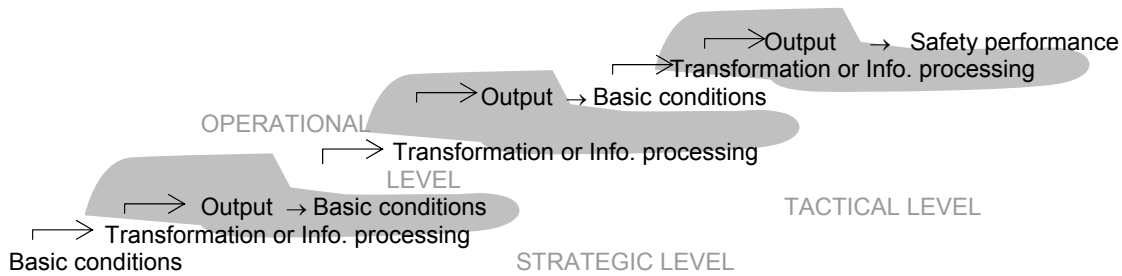 Output → Safety performance
Transformation or Info. processing
Output → Basic conditions
OPERATIONAL
Transformation or Info. processing
LEVEL
Output → Basic conditions
TACTICAL LEVEL
Transformation or Info. processing
Basic conditions
STRATEGIC LEVEL